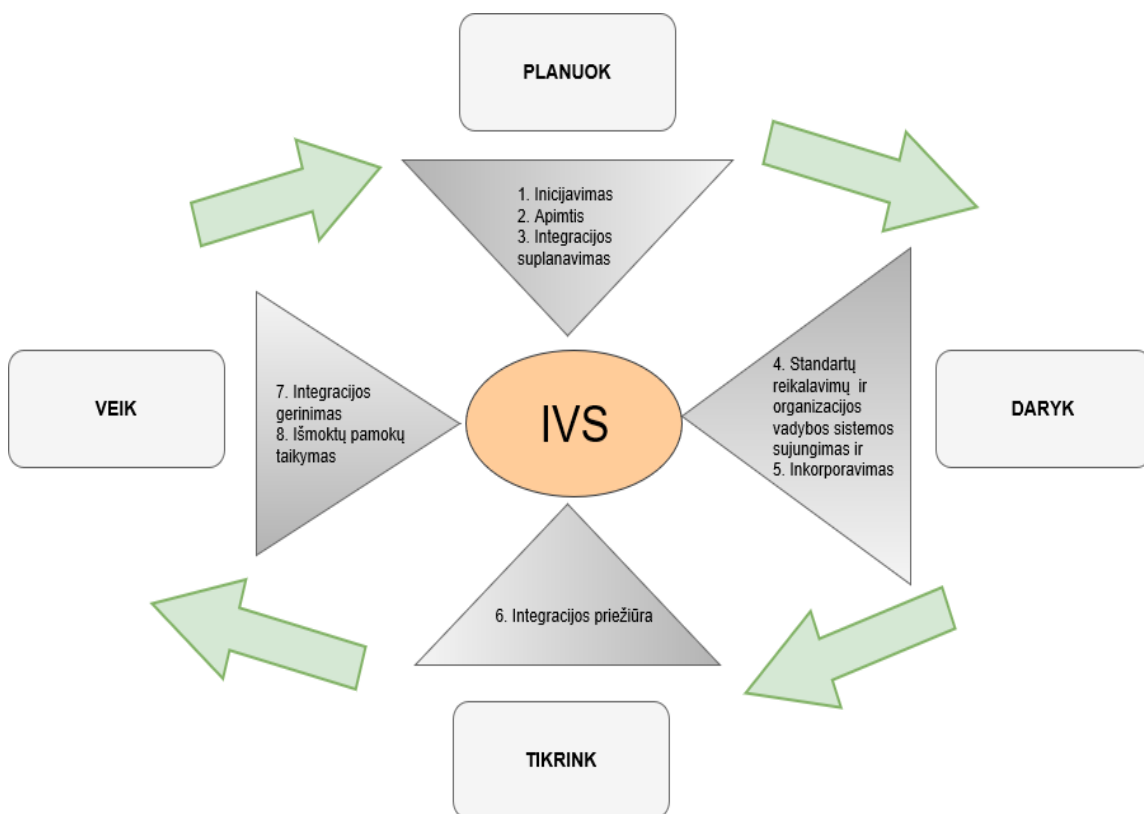 PLANUOK
1. Inicijavimas
2. Apimtis
3. Integracijos
suplanavimas
VEIK
7. Integracijos
gerinimas
8. Išmoktų pamokų
taikymas
IVS
4. Standartų
reikalavimų ir
organizacijos
vadybos sistemos
sujungimas ir
5. Inkorporavimas
DARYK
6. Integracijos priežiūra
TIKRINK